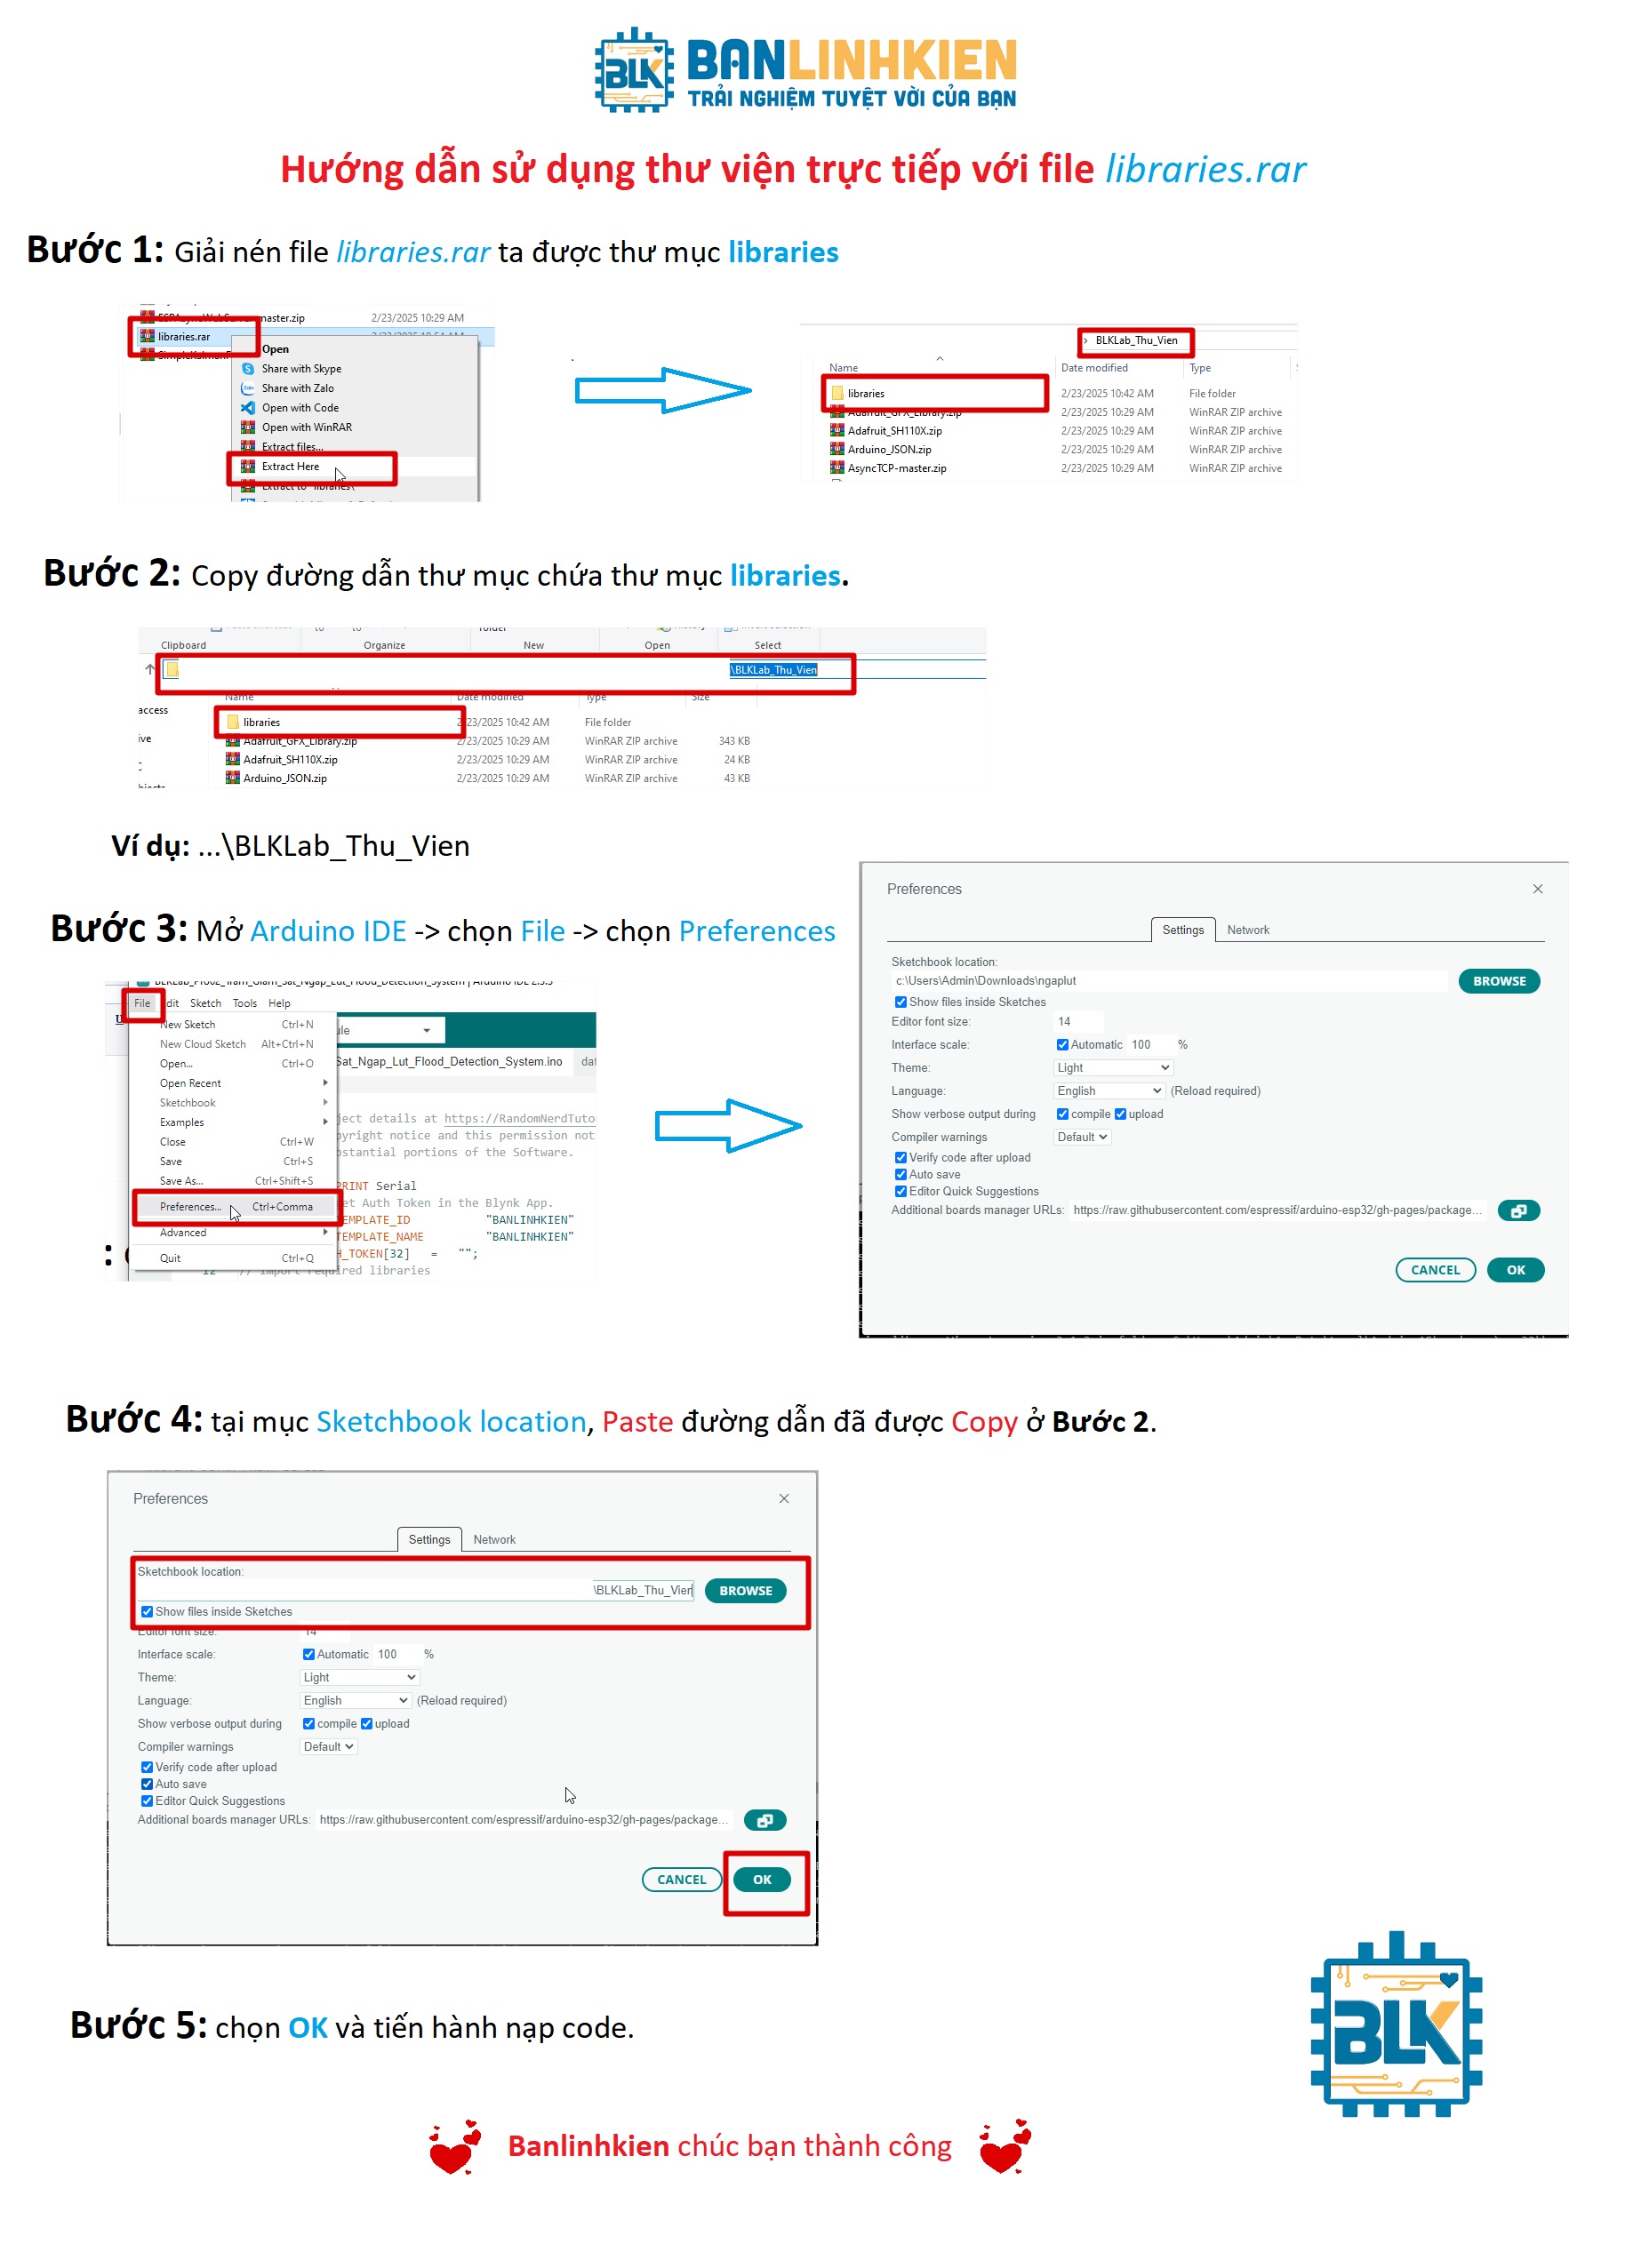 BLK BANLINHKIEN
TRẢI NGHIỆM TUYỆT VỜI CỦA BẠN
Hướng dẫn sử dụng thư viện trực tiếp với file libraries.rar
Bước 1: Giải nén file libraries.rar ta được thư mục libraries
master.zip 2/23/2025 10:29 AM
libraries.rar
Open
Share with Skype
Share with Zalo
Open with Code
Open with WinRAR
Extract files...
Extract Here
Extract to "libraries\"
BLKLab_Thu_Vien
Name Date modified Type
libraries 2/23/2025 10:42 AM File folder
Adafruit_GFX_Library.zip 2/23/2025 10:29 AM WinRAR ZIP archive
Adafruit_SH110X.zip 2/23/2025 10:29 AM WinRAR ZIP archive
Arduino_JSON.zip 2/23/2025 10:29 AM WinRAR ZIP archive
AsyncTCP-master.zip 2/23/2025 10:29 AM WinRAR ZIP archive
Bước 2: Copy đường dẫn thư mục chứa thư mục libraries.
Clipboard Organize New Open Select
\BLKLab_Thu_Vien
Name Date modified Type Size
access
libraries 2/23/2025 10:42 AM File folder
Adafruit_GFX_Library.zip 2/23/2025 10:29 AM WinRAR ZIP archive 343 KB
Adafruit_SH110X.zip 2/23/2025 10:29 AM WinRAR ZIP archive 24 KB
Arduino_JSON.zip 2/23/2025 10:29 AM WinRAR ZIP archive 43 KB
Ví dụ: ...\BLKLab_Thu_Vien
Bước 3: Mở Arduino IDE -> chọn File -> chọn Preferences
File dit Sketch Tools Help
New Sketch Ctrl+N
New Cloud Sketch Alt+Ctrl+N
Open... Ctrl+O
Open Recent
Sketchbook
Examples
Close Ctrl+W
Save Ctrl+S
Save As... Ctrl+Shift+S
Preferences... Ctrl+Comma
Advanced
Quit Ctrl+Q
ule
Sat_Ngap_Lut_Flood_Detection_System.ino dat
ject details at https://RandomNerdTuto
pyright notice and this permission not
bstantial portions of the Software.
PRINT Serial
et Auth Token in the Blynk App.
TEMPLATE_ID "BANLINHKIEN"
TEMPLATE_NAME "BANLINHKIEN"
H_TOKEN[32] = "";
12 // Import required libraries
Preferences
Settings Network
Sketchbook location:
c:\Users\Admin\Downloads\ngaplut BROWSE
Show files inside Sketches
Editor font size: 14
Interface scale: Automatic 100 %
Theme: Light
Language: English (Reload required)
Show verbose output during compile upload
Compiler warnings Default
Verify code after upload
Auto save
Editor Quick Suggestions
Additional boards manager URLs: https://raw.githubusercontent.com/espressif/arduino-esp32/gh-pages/package...
CANCEL OK
Bước 4: tại mục Sketchbook location, Paste đường dẫn đã được Copy ở Bước 2.
Preferences
Settings Network
Sketchbook location:
\BLKLab_Thu_Vien BROWSE
Show files inside Sketches
Editor font size: 14
Interface scale: Automatic 100 %
Theme: Light
Language: English (Reload required)
Show verbose output during compile upload
Compiler warnings Default
Verify code after upload
Auto save
Editor Quick Suggestions
Additional boards manager URLs: https://raw.githubusercontent.com/espressif/arduino-esp32/gh-pages/package...
CANCEL OK
Bước 5: chọn OK và tiến hành nạp code.
BLK
Banlinhkien chúc bạn thành công